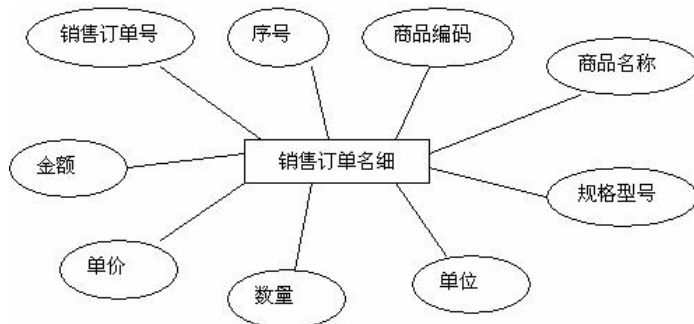 销售订单号
序号
商品编码
商品名称
金额
销售订单名细
规格型号
单价
数量
单位